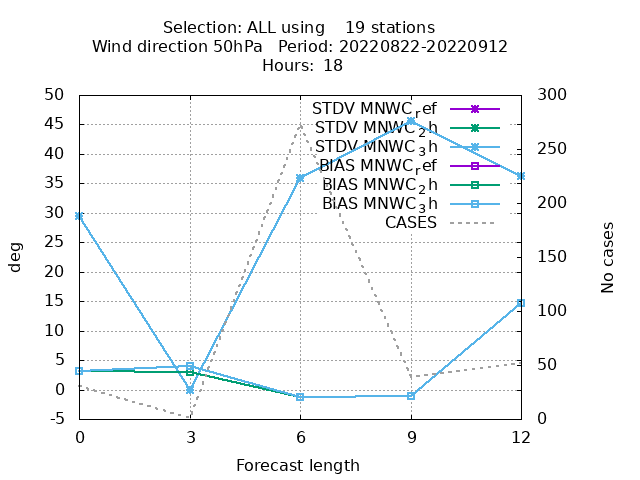 Selection: ALL using    19 stations
Wind direction 50hPa   Period: 20220822-20220912
Hours:  18
STDV MNWC_ref
STDV MNWC_2h
STDV MNWC_3h
BIAS MNWC_ref
BIAS MNWC_2h
BIAS MNWC_3h
CASES
50
45
40
35
30
25
20
15
10
5
0
-5
deg
300
250
200
150
100
50
0
No cases
0 3 6 9 12
Forecast length